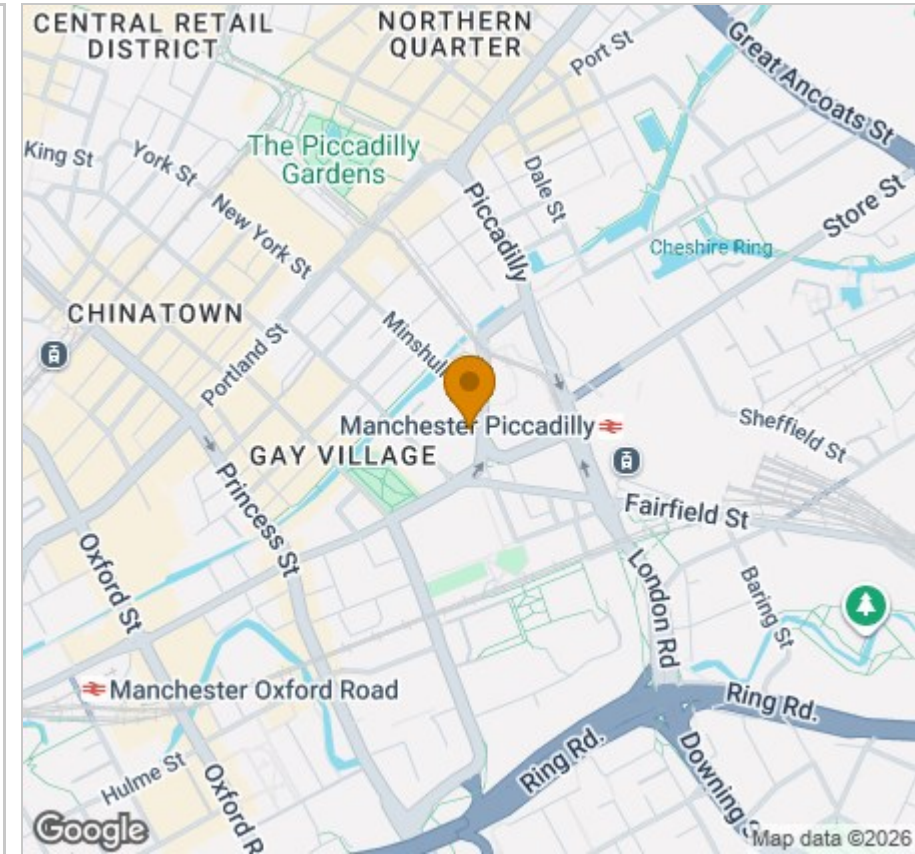 CENTRAL RETAIL
DISTRICT
NORTHERN
QUARTER
Port St
Great Ancoats St
King St
York St
The Piccadilly
Gardens
Dale St
Piccadilly
Store St
New York St
Cheshire Ring
CHINATOWN
Portland St
Minshull
Manchester Piccadilly
Sheffield St
GAY VILLAGE
Princess St
Fairfield St
Oxford St
London Rd
Baring St
Manchester Oxford Road
Ring Rd.
Ring Rd.
Hulme St
Oxford R
Downing S
Google
Map data ©2026